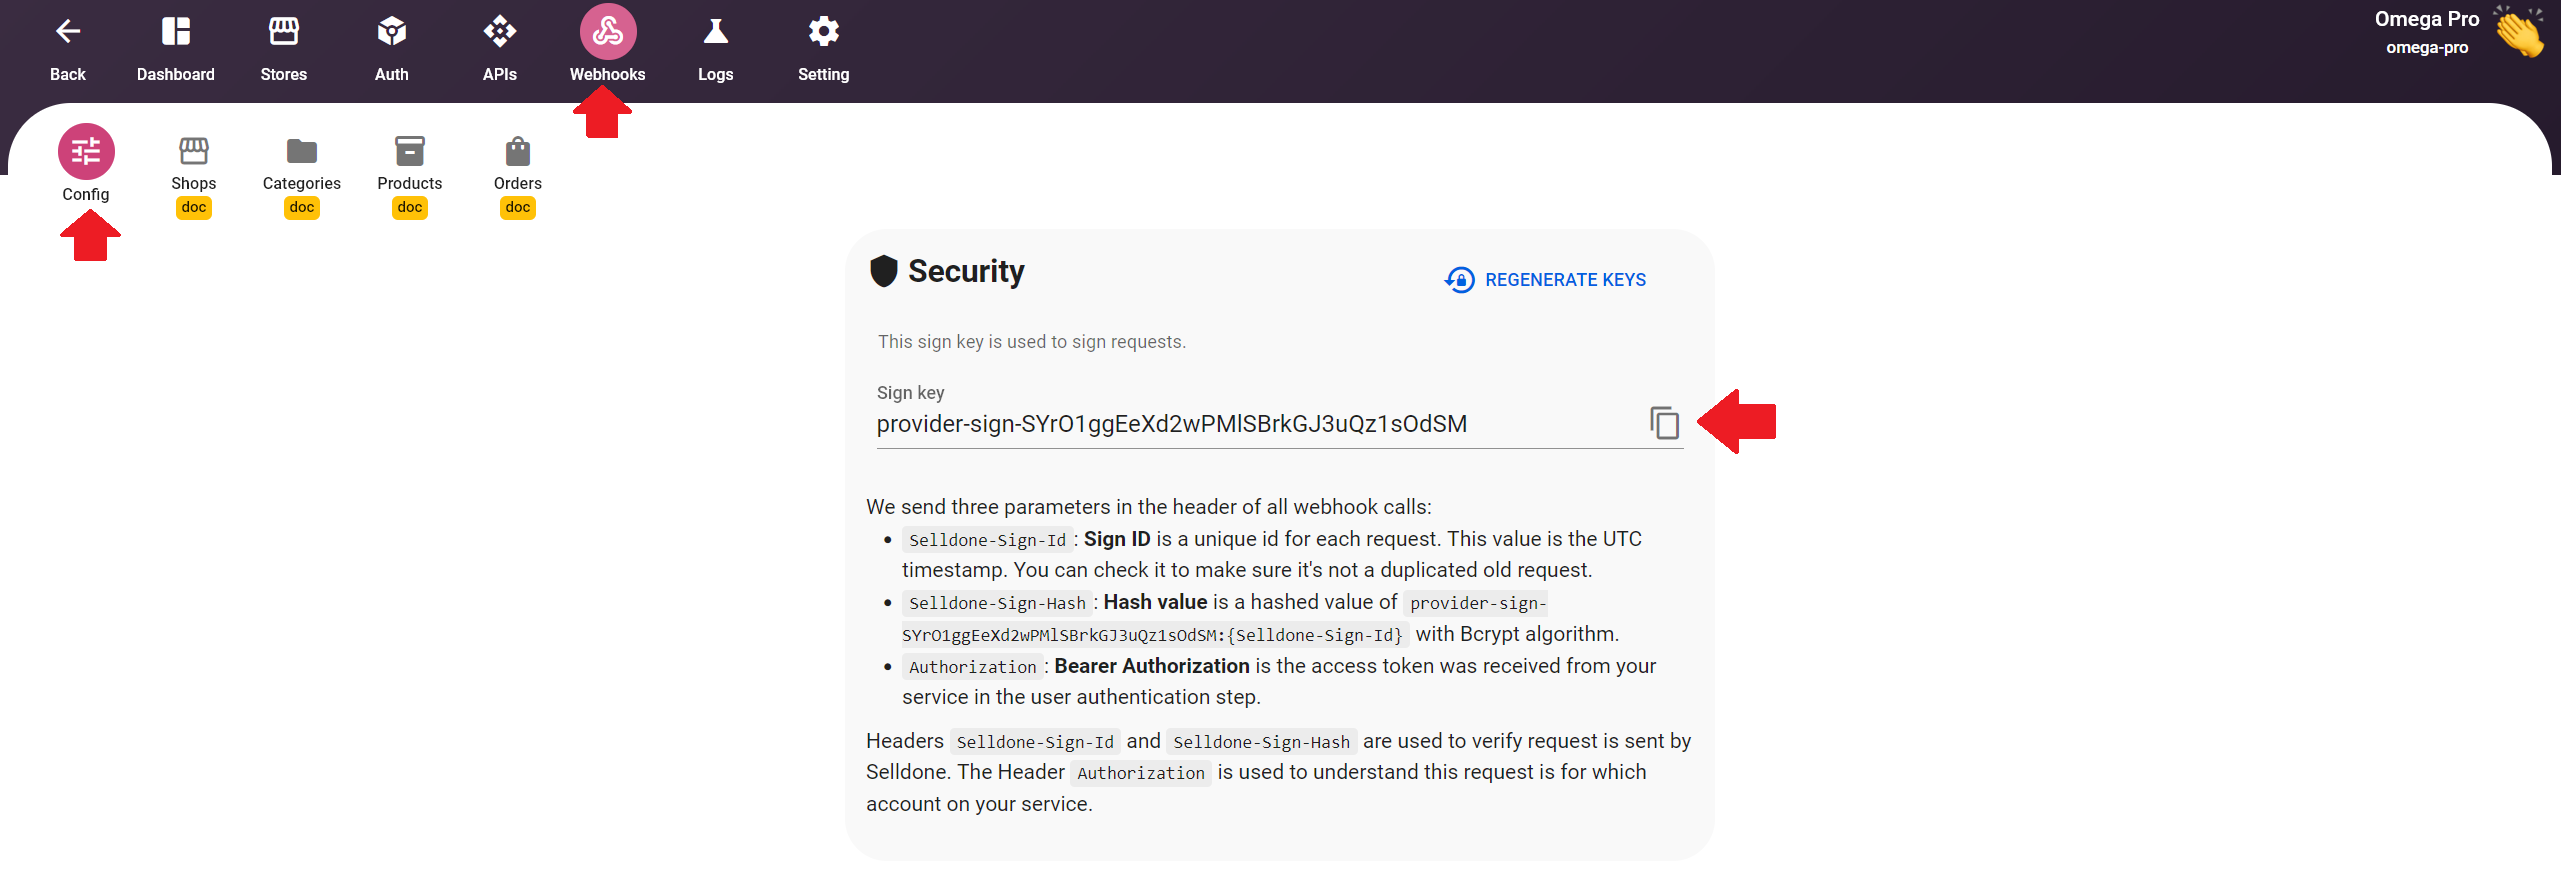 Back
Dashboard
Stores
Auth
APIs
Webhooks
Logs
Setting
Omega Pro
omega-pro
Config
Shops
doc
Categories
doc
Products
doc
Orders
doc
Security
REGENERATE KEYS
This sign key is used to sign requests.
Sign key
provider-sign-SYrO1ggEeXd2wPMlSBrkGJ3uQz1sOdSM
We send three parameters in the header of all webhook calls:
• Selldone-Sign-Id : Sign ID is a unique id for each request. This value is the UTC
timestamp. You can check it to make sure it's not a duplicated old request.
• Selldone-Sign-Hash : Hash value is a hashed value of provider-sign-
SYrO1ggEeXd2wPMlSBrkGJ3uQz1sOdSM:{Selldone-Sign-Id} with Bcrypt algorithm.
• Authorization : Bearer Authorization is the access token was received from your
service in the user authentication step.
Headers Selldone-Sign-Id and Selldone-Sign-Hash are used to verify request is sent by
Selldone. The Header Authorization is used to understand this request is for which
account on your service.